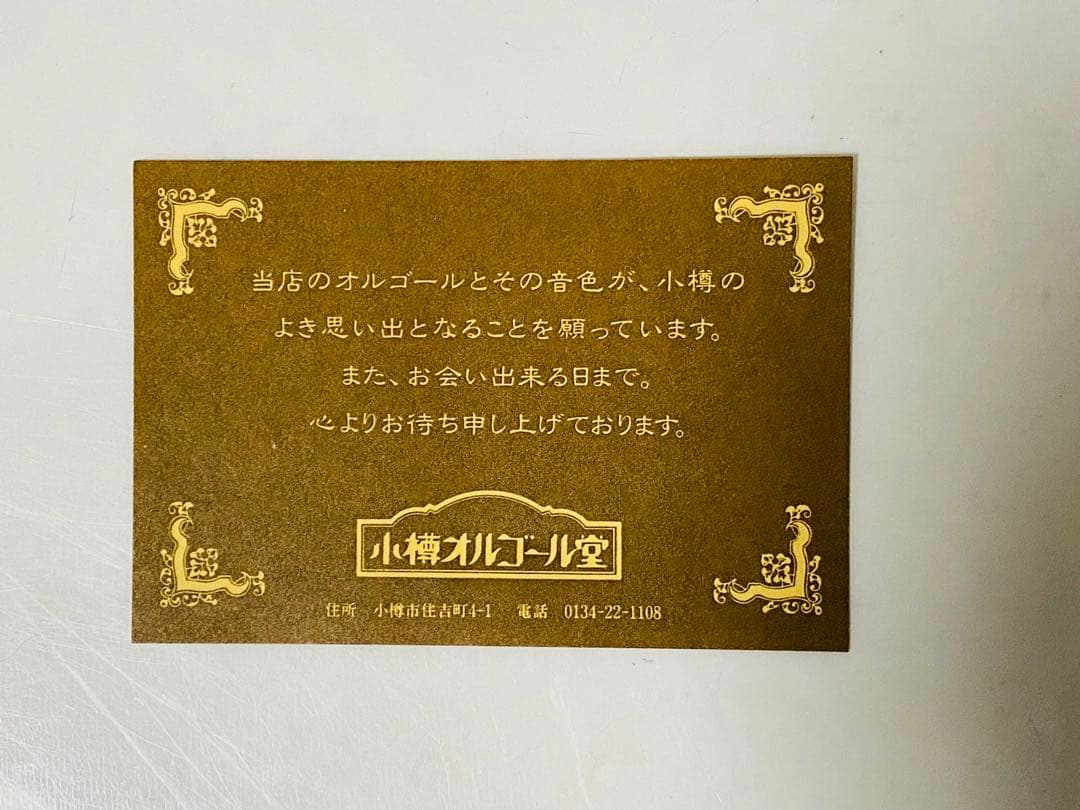 当店のオルゴールとその音色が、小樽の
よき思い出となることを願っています。
また、お会い出来る日まで。
心よりお待ち申し上げております。
小樽オルゴール堂
住所　小樽市住吉町4-1　電話　0134-22-1108